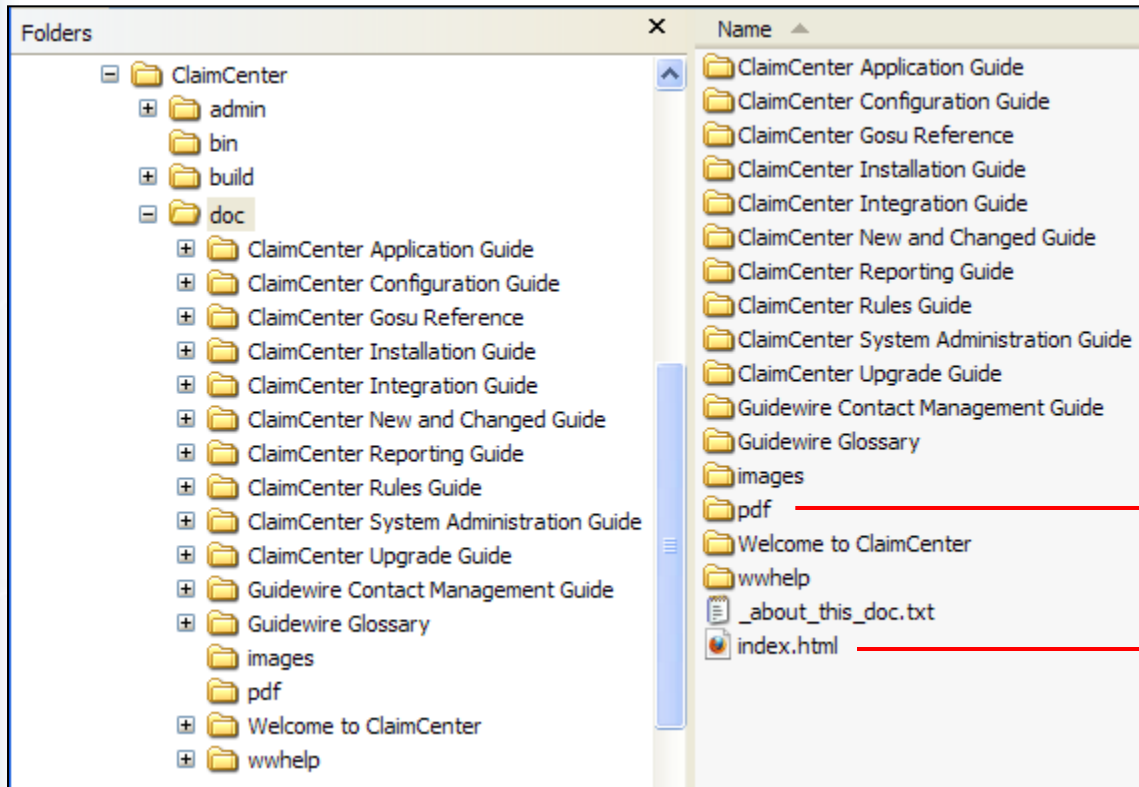 Folders
ClaimCenter
admin
bin
build
doc
ClaimCenter Application Guide
ClaimCenter Configuration Guide
ClaimCenter Gosu Reference
ClaimCenter Installation Guide
ClaimCenter Integration Guide
ClaimCenter New and Changed Guide
ClaimCenter Reporting Guide
ClaimCenter Rules Guide
ClaimCenter System Administration Guide
ClaimCenter Upgrade Guide
Guidewire Contact Management Guide
Guidewire Glossary
images
pdf
Welcome to ClaimCenter
wwhelp
Name
ClaimCenter Application Guide
ClaimCenter Configuration Guide
ClaimCenter Gosu Reference
ClaimCenter Installation Guide
ClaimCenter Integration Guide
ClaimCenter New and Changed Guide
ClaimCenter Reporting Guide
ClaimCenter Rules Guide
ClaimCenter System Administration Guide
ClaimCenter Upgrade Guide
Guidewire Contact Management Guide
Guidewire Glossary
images
pdf
Welcome to ClaimCenter
wwhelp
_about_this_doc.txt
index.html